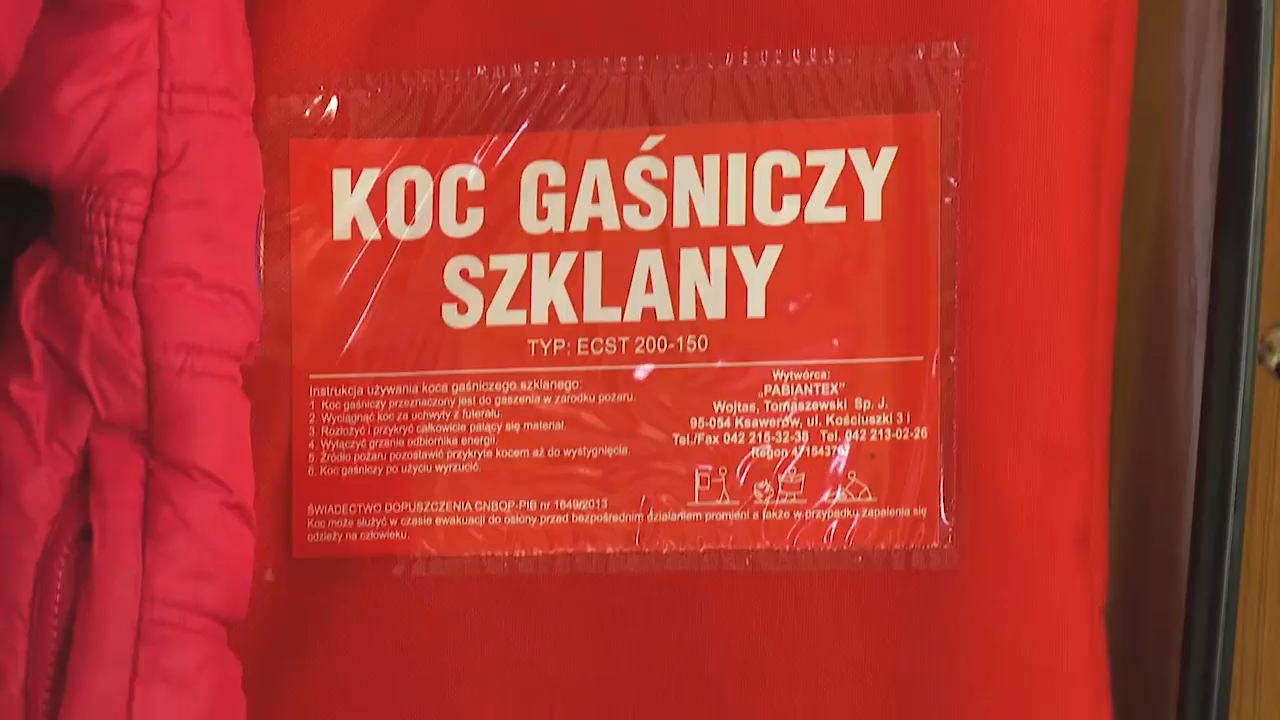 KOC GAŚNICZY
SZKLANY
TYP: ECST 200-150
Instrukcja używania koca gaśniczego szklanego:
1. Koc gaśniczy przeznaczony jest do gaszenia w zarodku pożaru.
2. Wyciągnąć koc za uchwyty z futerału.
3. Rozłożyć i przykryć całkowicie palący się materiał.
4. Wyłączyć grzanie odbiornika energii.
5. Źródło pożaru pozostawić przykryte kocem aż do wystygnięcia.
6. Koc gaśniczy po użyciu wyrzucić.
Wytwórca:
„PABIANTEX"
Wojtas, Tomaszewski Sp. J.
95-054 Ksawerów, ul. Kościuszki 3 i
Tel./Fax 042 215-32-38 Tel. 042 213-02-26
Regon
ŚWIADECTWO DOPUSZCZENIA CNBOP-PIB nr 1649/2013
Koc może służyć w czasie ewakuacji do osłony przed bezpośrednim działaniem promieni a także w przypadku zapalenia się
odzieży na człowieku.